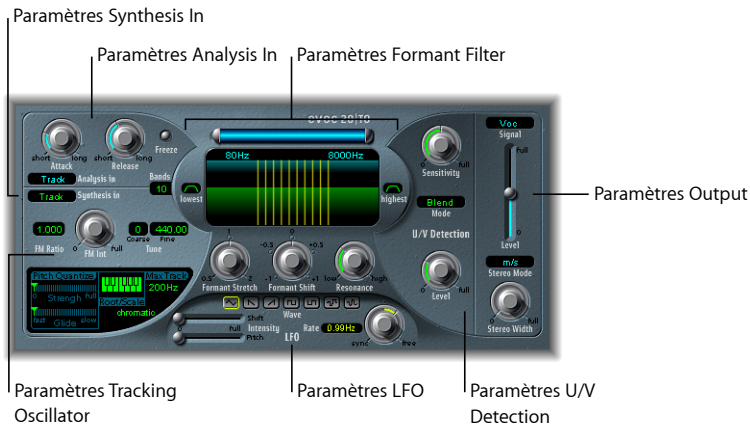 Paramètres Synthesis In
Paramètres Analysis In
Paramètres Formant Filter
EVOC 20|TO
Voc
Signal
full
0
Level
short
long
Attack
short
long
Release
Freeze
Track
Analysis in
Bands
10
Track
Synthesis in
80Hz
8000Hz
lowest
highest
Sensitivity
full
Blend
Mode
U/V Detection
Paramètres Output
1.000
FM Ratio
0
full
FM Int
0
440.00
Coarse
Fine
Tune
1
0.5
2
Formant Stretch
-0.5
0
+0.5
-1
+1
Formant Shift
low
high
Resonance
0
full
Level
m/s
Stereo Mode
0
full
Stereo Width
Pitch Quantize
0
Strengh
full
fast
Glide
slow
Root/Scale
chromatic
Max Track
200Hz
Wave
Shift
0
full
Intensity
Pitch
LFO
Rate
0.99Hz
sync
free
Paramètres Tracking
Oscillator
Paramètres LFO
Paramètres U/V
Detection